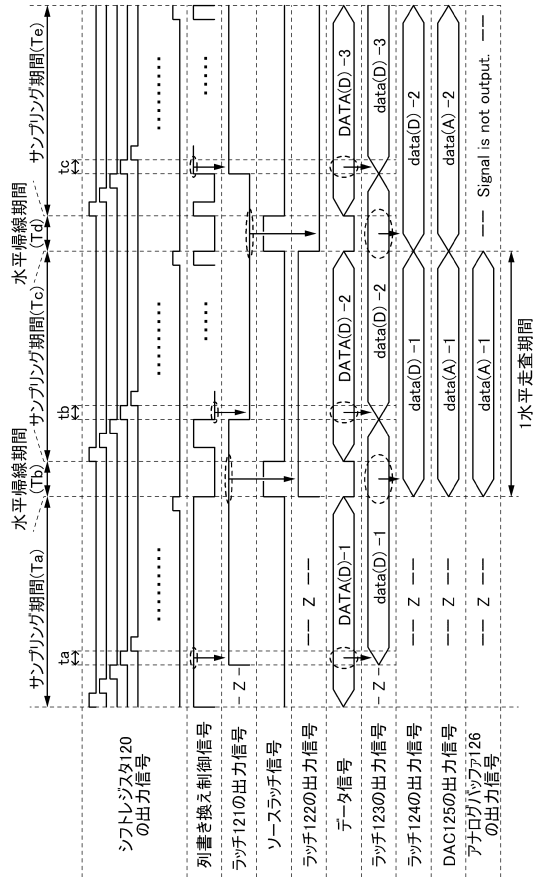 サンプリング期間(Ta)
水平帰線期間
(Tb)
サンプリング期間(Tc)
水平帰線期間
(Td)
サンプリング期間(Te)
ta
tb
tc
シフトレジスタ120
の出力信号
列書き換え制御信号
ラッチ121の出力信号
- Z -
ソースラッチ信号
ラッチ122の出力信号
-- Z --
データ信号
DATA(D)-1
DATA(D)-2
DATA(D)-3
ラッチ123の出力信号
- Z -
data(D)-1
data(D)-2
data(D)-3
ラッチ124の出力信号
-- Z --
data(D)-1
data(D)-2
DAC125の出力信号
-- Z --
data(A)-1
data(A)-2
アナログバッファ126
の出力信号
-- Z --
data(A)-1
-- Signal is not output. --
1水平走査期間